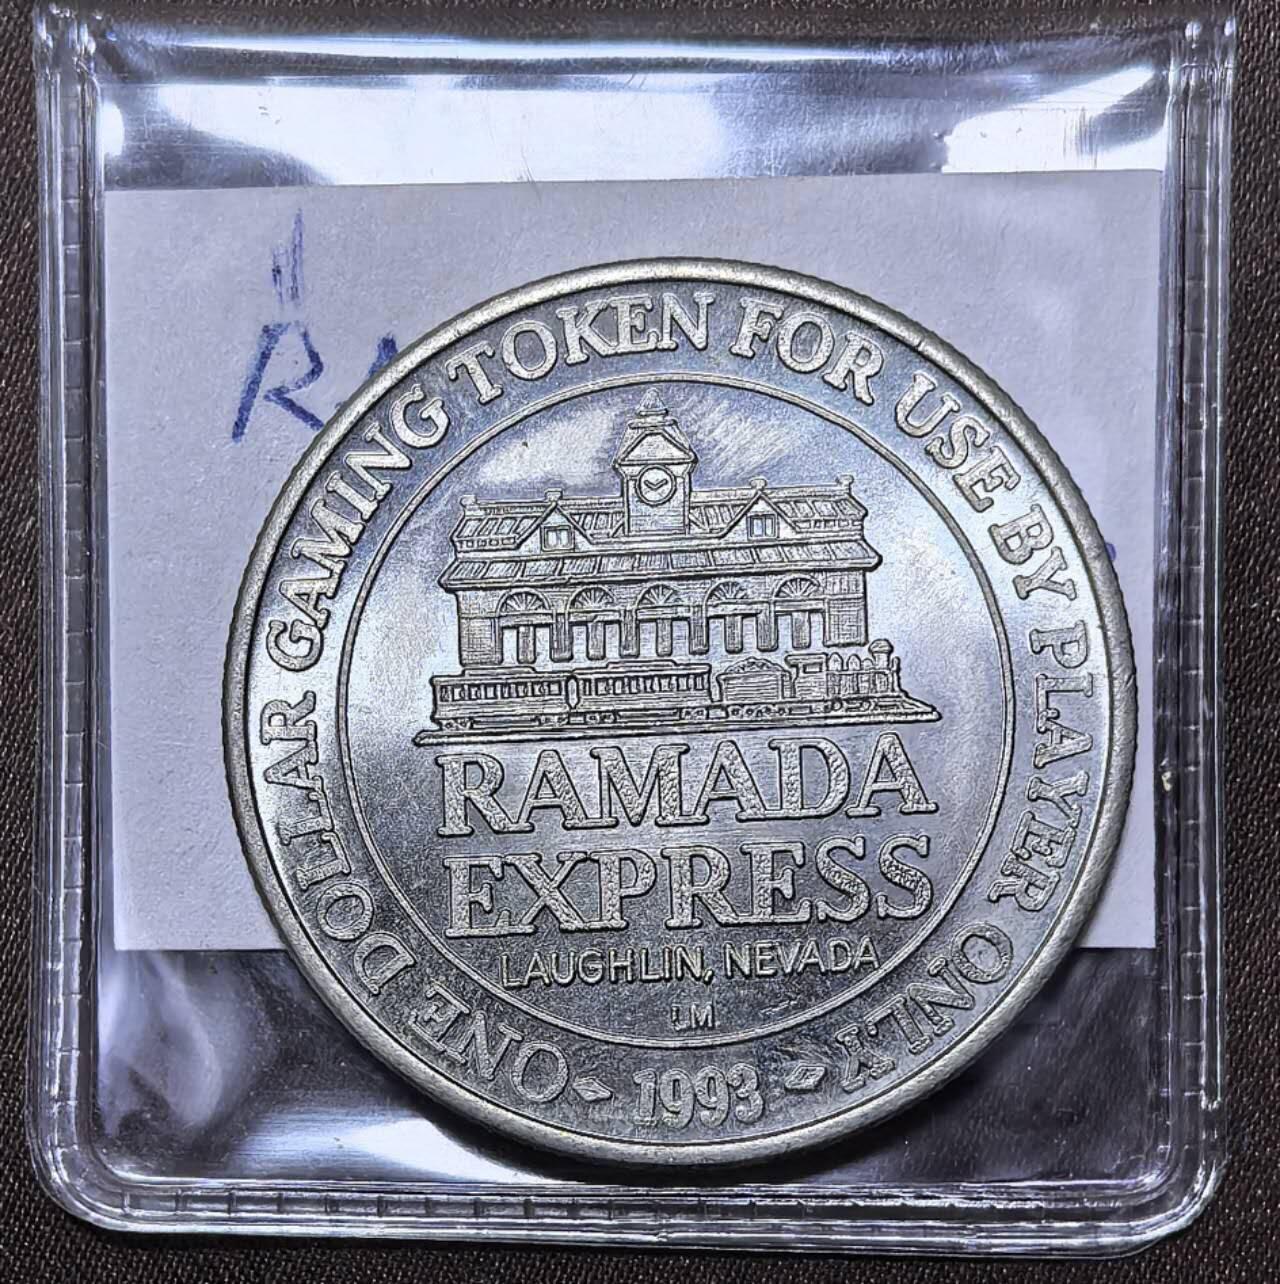 ONE DOLLAR GAMING TOKEN FOR USE BY PLAYER ONLY
RAMADA
EXPRESS
LAUGHLIN, NEVADA
LM
1993